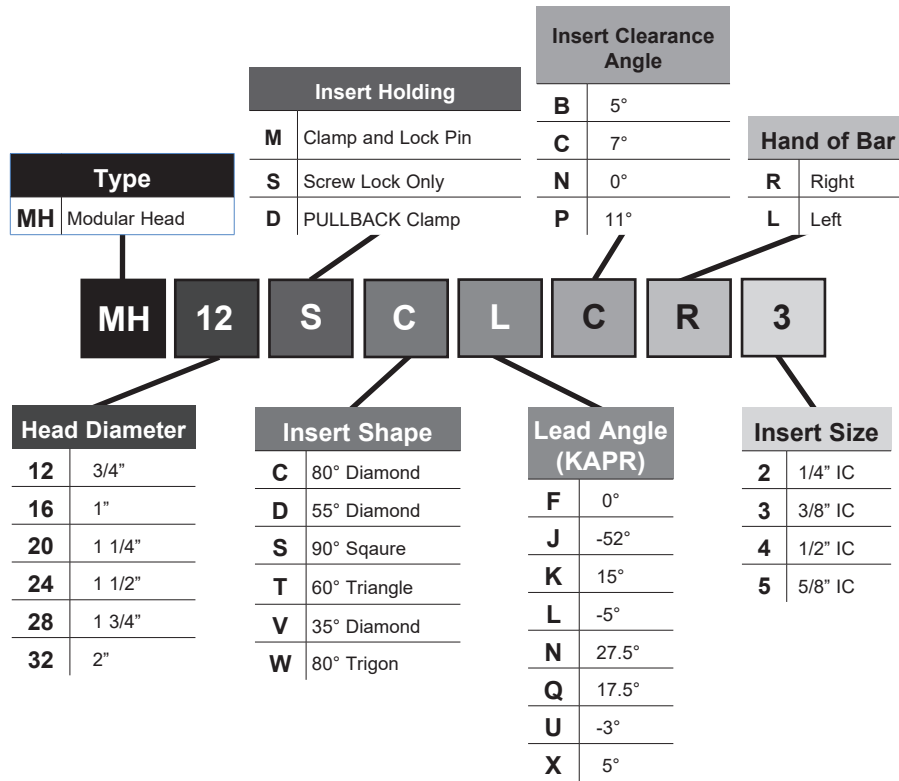 Insert Clearance
Angle
B 5°
C 7°
N 0°
P 11°
Insert Holding
M Clamp and Lock Pin
S Screw Lock Only
D PULLBACK Clamp
Hand of Bar
R Right
L Left
Type
MH Modular Head
MH 12 S C L C R 3
Head Diameter
12 3/4”
16 1”
20 1 1/4”
24 1 1/2”
28 1 3/4”
32 2”
Insert Shape
C 80° Diamond
D 55° Diamond
S 90° Sqaure
T 60° Triangle
V 35° Diamond
W 80° Trigon
Lead Angle
(KAPR)
F 0°
J -52°
K 15°
L -5°
N 27.5°
Q 17.5°
U -3°
X 5°
Insert Size
2 1/4” IC
3 3/8” IC
4 1/2” IC
5 5/8” IC